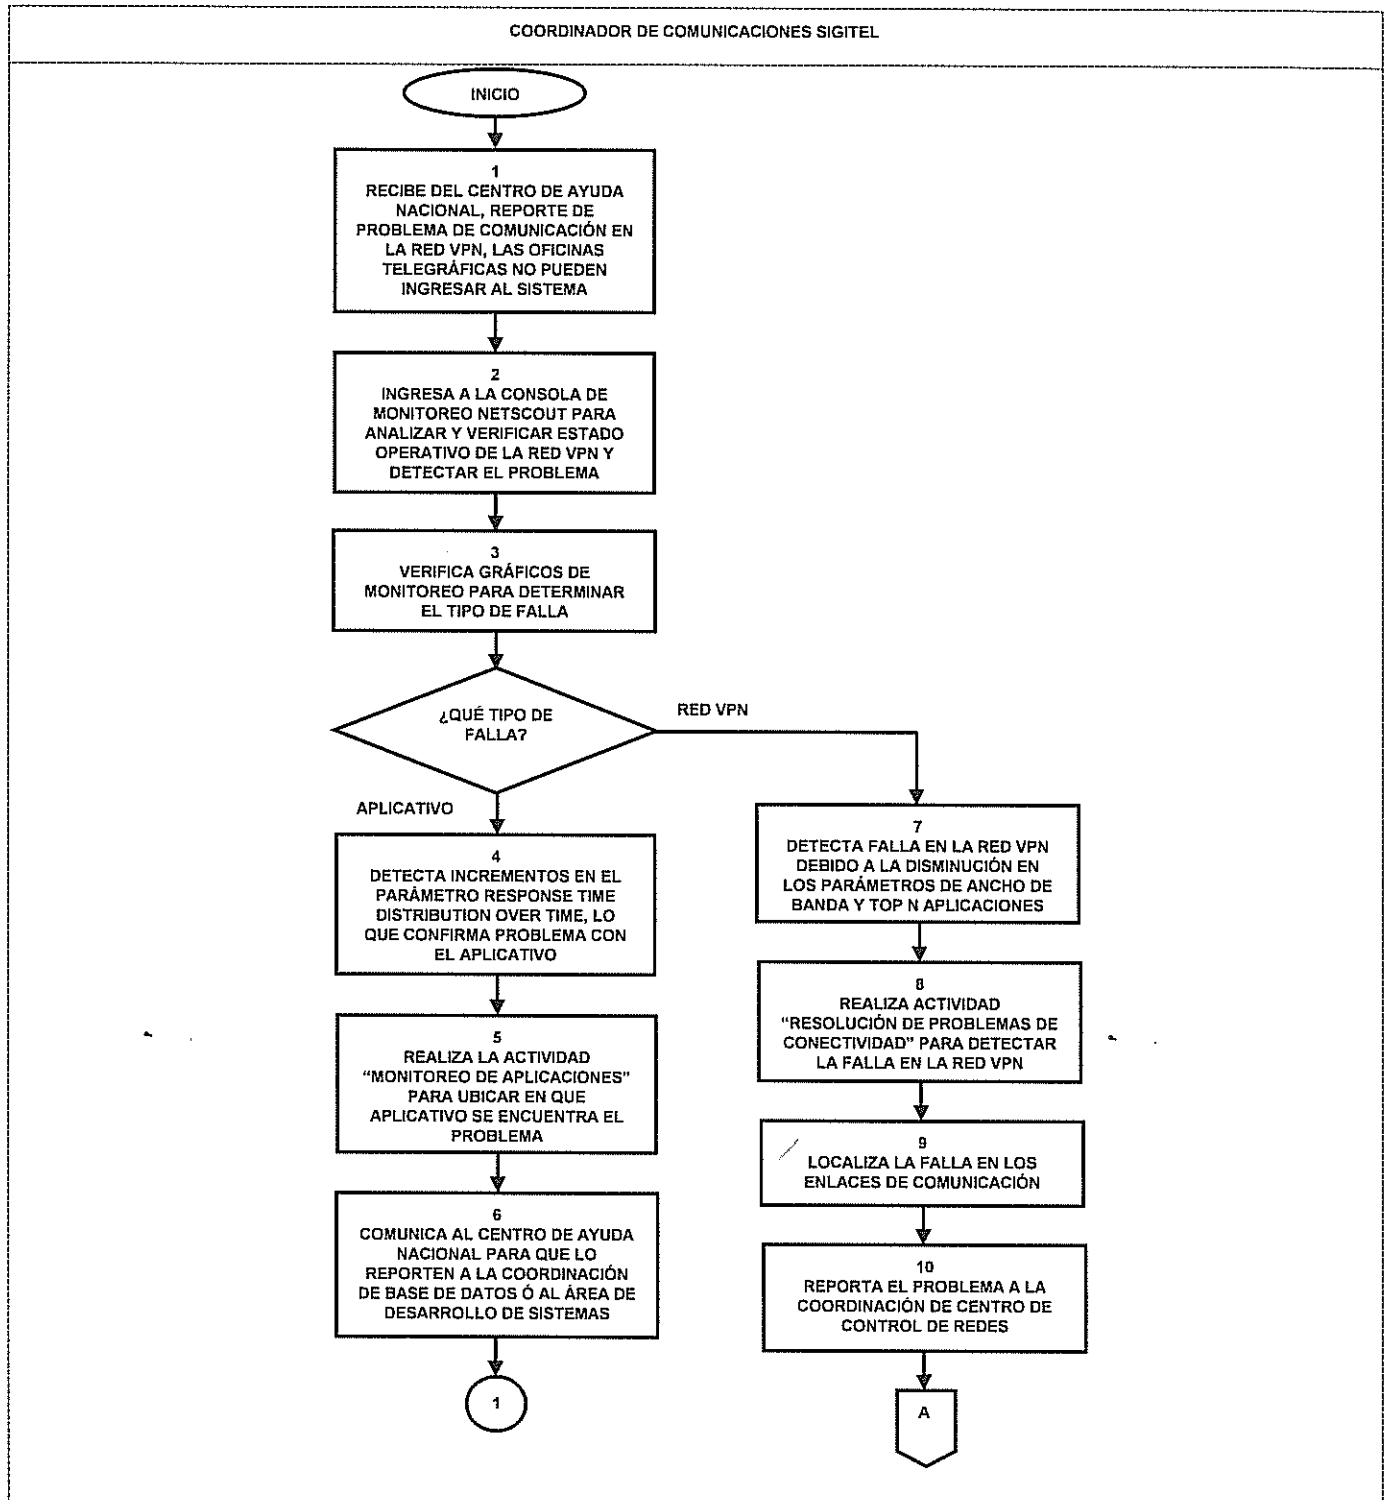 COORDINADOR DE COMUNICACIONES SIGITEL
INICIO
1
RECIBE DEL CENTRO DE AYUDA
NACIONAL, REPORTE DE
PROBLEMA DE COMUNICACIÓN EN
LA RED VPN, LAS OFICINAS
TELEGRÁFICAS NO PUEDEN
INGRESAR AL SISTEMA
2
INGRESA A LA CONSOLA DE
MONITOREO NETSCOUT PARA
ANALIZAR Y VERIFICAR ESTADO
OPERATIVO DE LA RED VPN Y
DETECTAR EL PROBLEMA
3
VERIFICA GRÁFICOS DE
MONITOREO PARA DETERMINAR
EL TIPO DE FALLA
¿QUÉ TIPO DE
FALLA?
RED VPN
APLICATIVO
4
DETECTA INCREMENTOS EN EL
PARÁMETRO RESPONSE TIME
DISTRIBUTION OVER TIME, LO
QUE CONFIRMA PROBLEMA CON
EL APLICATIVO
5
REALIZA LA ACTIVIDAD
“MONITOREO DE APLICACIONES”
PARA UBICAR EN QUE
APLICATIVO SE ENCUENTRA EL
PROBLEMA
6
COMUNICA AL CENTRO DE AYUDA
NACIONAL PARA QUE LO
REPORTEN A LA COORDINACIÓN
DE BASE DE DATOS Ó AL ÁREA DE
DESARROLLO DE SISTEMAS
1
7
DETECTA FALLA EN LA RED VPN
DEBIDO A LA DISMINUCIÓN EN
LOS PARÁMETROS DE ANCHO DE
BANDA Y TOP N APLICACIONES
8
REALIZA ACTIVIDAD
“RESOLUCIÓN DE PROBLEMAS DE
CONECTIVIDAD” PARA DETECTAR
LA FALLA EN LA RED VPN
9
LOCALIZA LA FALLA EN LOS
ENLACES DE COMUNICACIÓN
10
REPORTA EL PROBLEMA A LA
COORDINACIÓN DE CENTRO DE
CONTROL DE REDES
A